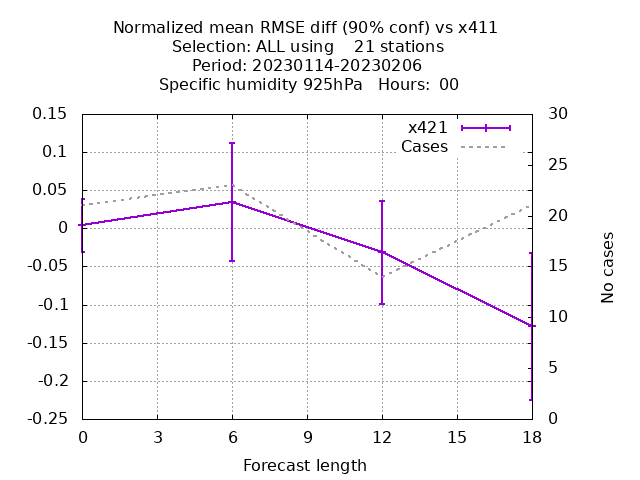 Normalized mean RMSE diff (90% conf) vs x411
Selection: ALL using    21 stations
Period: 20230114-20230206
Specific humidity 925hPa   Hours:  00
0.15
0.1
0.05
0
-0.05
-0.1
-0.15
-0.2
-0.25
x421
Cases
30
25
20
15
10
5
0
No cases
0 3 6 9 12 15 18
Forecast length